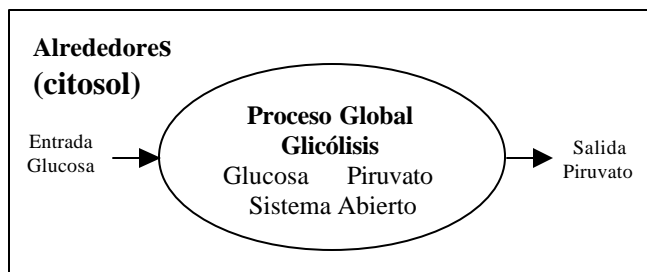 Alrededores
(citosol)
Proceso Global
Glicólisis
Entrada
Glucosa
Glucosa Piruvato
Sistema Abierto
Salida
Piruvato